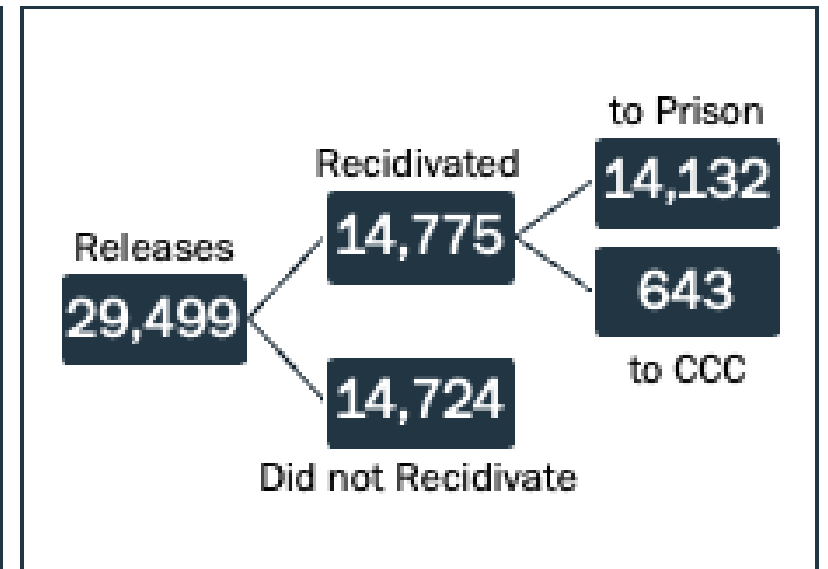 to Prison
14,132
Recidivated
14,775
Releases
29,499
643
to CCC
14,724
Did not Recidivate